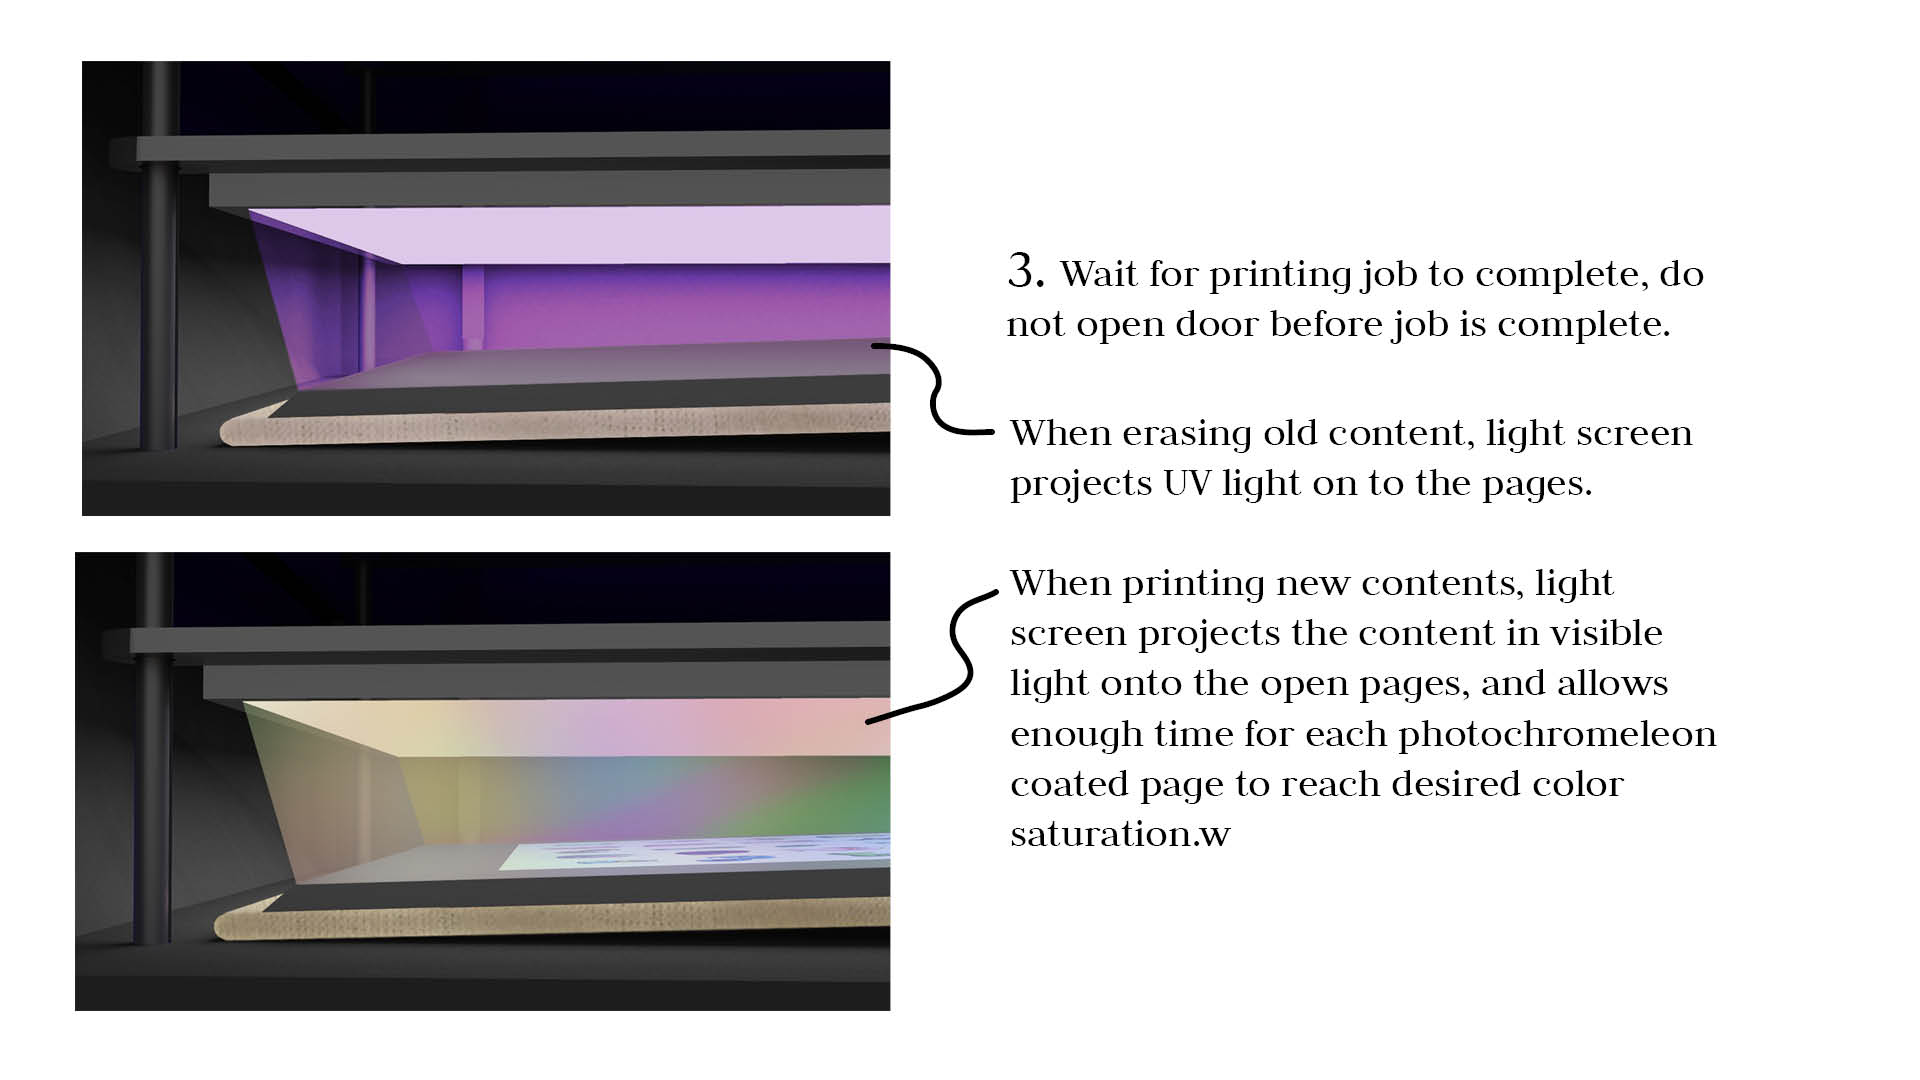 3. Wait for printing job to complete, do
not open door before job is complete.
When erasing old content, light screen
projects UV light on to the pages.
When printing new contents, light
screen projects the content in visible
light onto the open pages, and allows
enough time for each photochromeleon
coated page to reach desired color
saturation.w